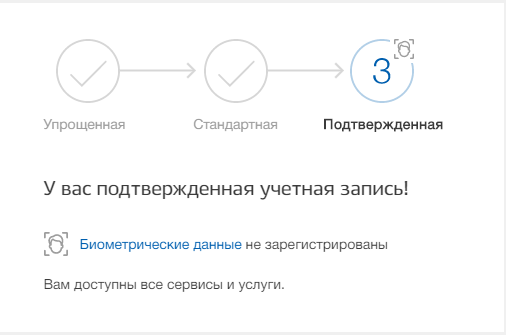 3
Упрощенная Стандартная Подтвержденная
У вас подтвержденная учетная запись!
Биометрические данные не зарегистрированы
Вам доступны все сервисы и услуги.